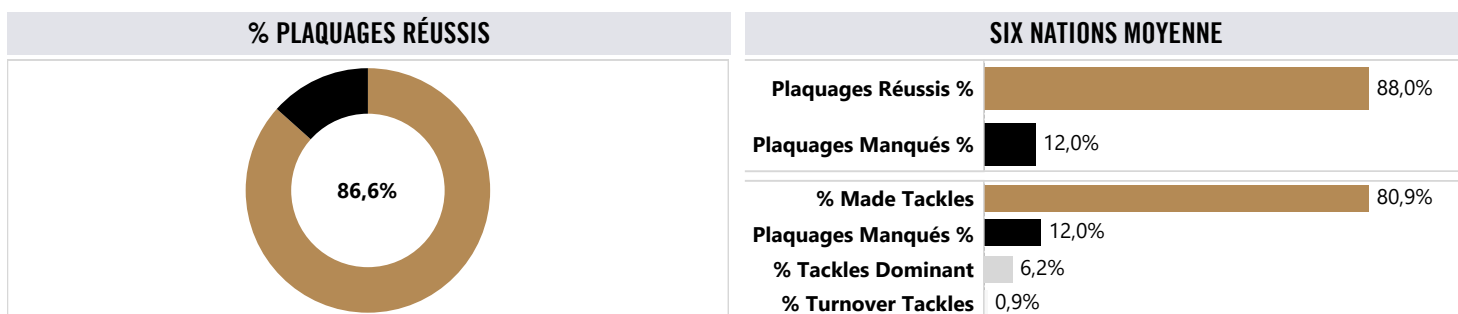 % PLAQUAGES RÉUSSIS
86,6%
SIX NATIONS MOYENNE
Plaquages Réussis % 88,0%
Plaquages Manqués % 12,0%
% Made Tackles 80,9%
Plaquages Manqués % 12,0%
% Tackles Dominant 6,2%
% Turnover Tackles 0,9%